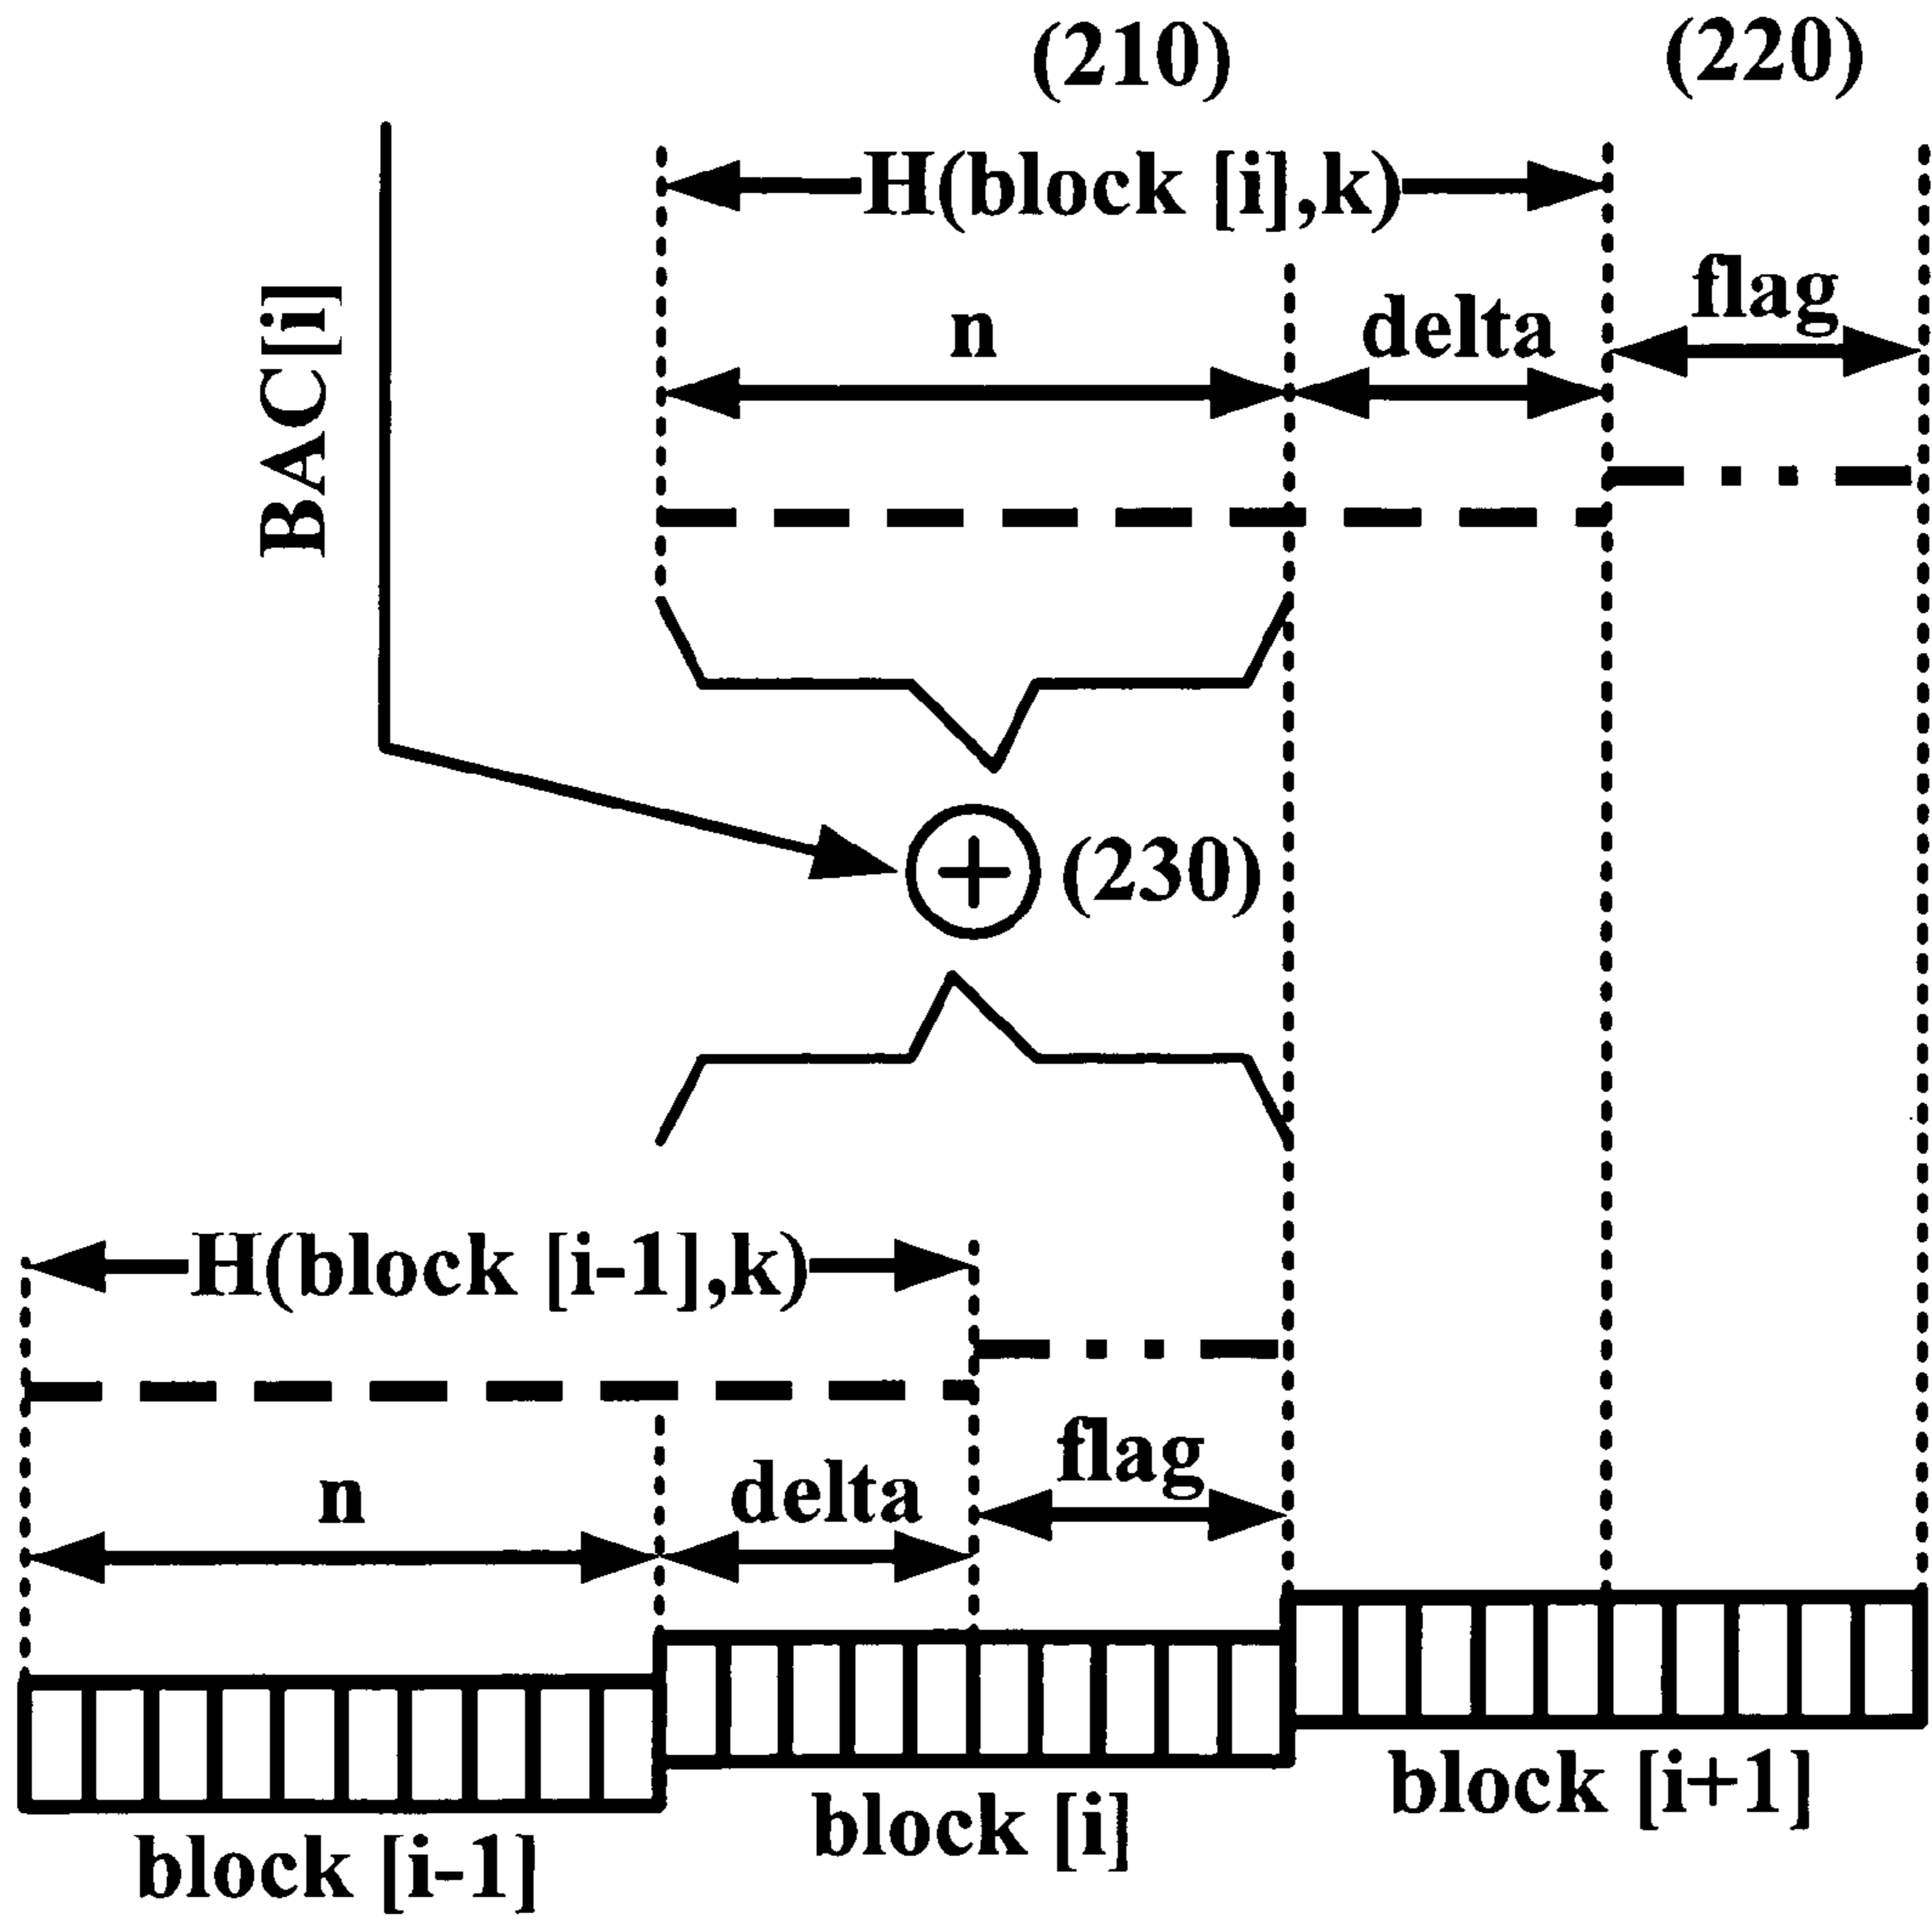 (210)
(220)
H(block [i],k)
BAC[i]
n
delta
flag
(230)
H(block [i-1],k)
n
delta
flag
block [i-1]
block [i]
block [i+1]